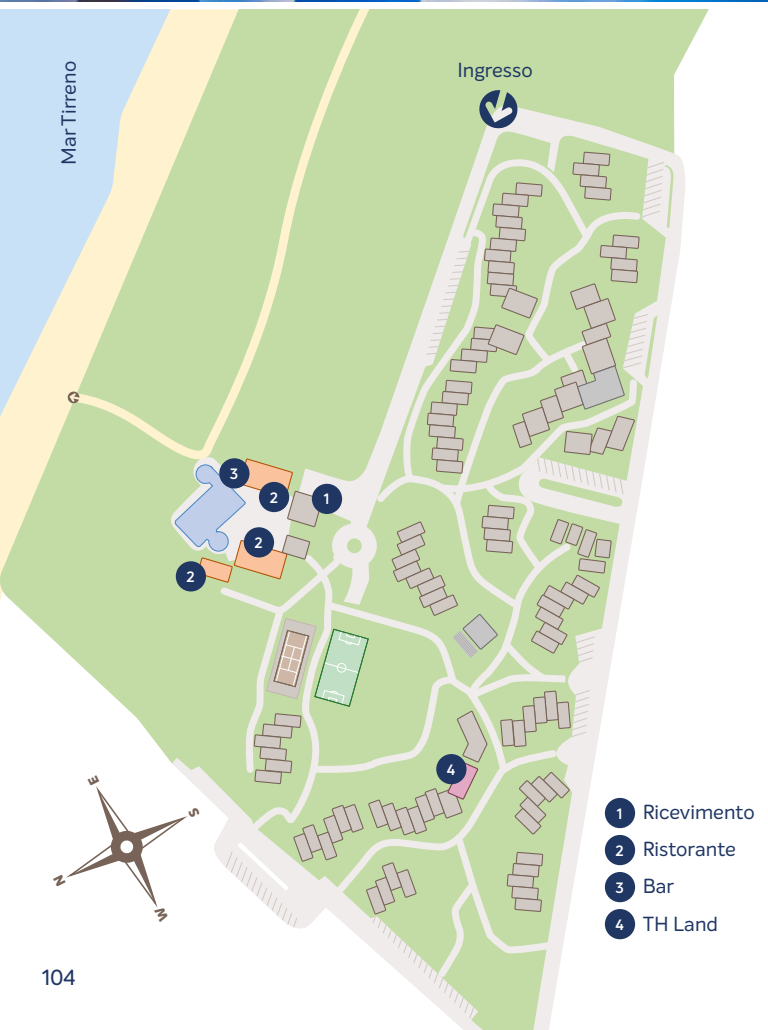 Ingresso
Mar Tirreno
3
2
1
2
2
4
E
S
N
W
1 Ricevimento
2 Ristorante
3 Bar
4 TH Land
104